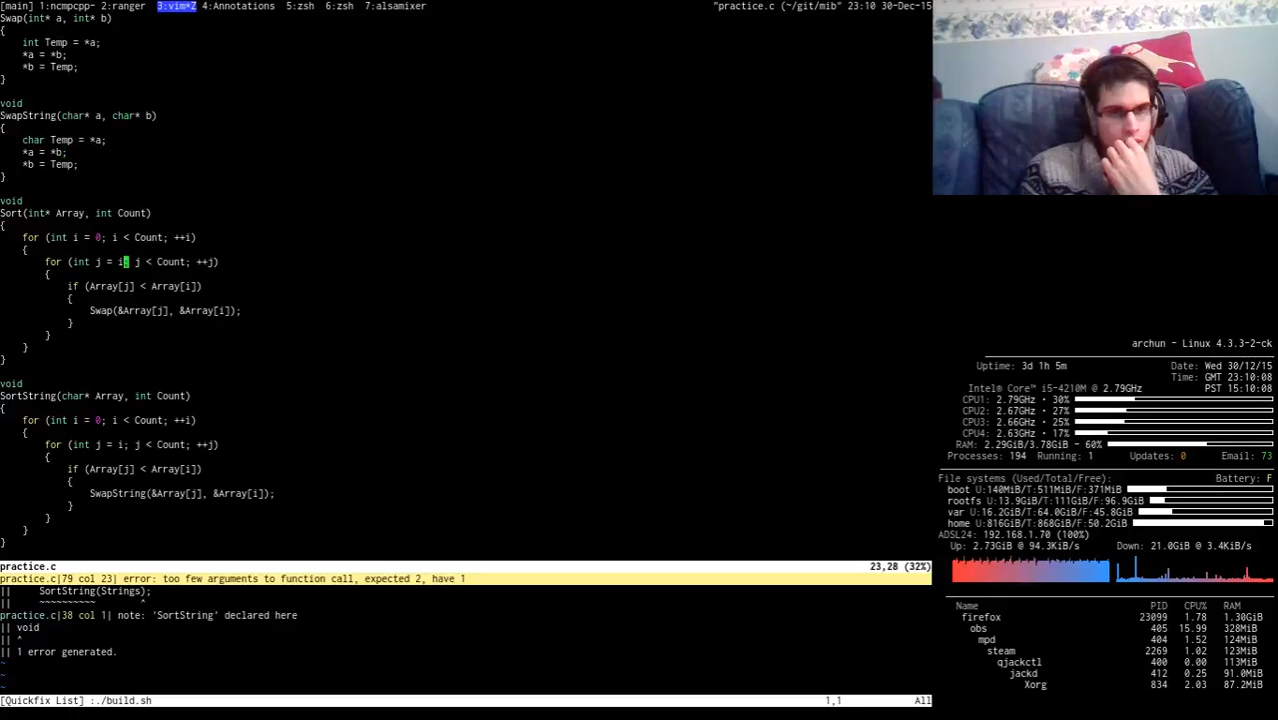 [main] 1:ncmpcpp- 2:ranger 3:vim*Z 4:Annotations 5:zsh 6:zsh 7:alsamixer "practice.c (~/git/mib" 23:10 30-Dec-15
Swap(int* a, int* b)
{
int Temp = *a;
*a = *b;
*b = Temp;
}
void
SwapString(char* a, char* b)
{
char Temp = *a;
*a = *b;
*b = Temp;
}
void
Sort(int* Array, int Count)
{
for (int i = 0; i < Count; ++i)
{
for (int j = i; j < Count; ++j)
{
if (Array[j] < Array[i])
{
Swap(&Array[j], &Array[i]);
}
}
}
}
void
SortString(char* Array, int Count)
{
for (int i = 0; i < Count; ++i)
{
for (int j = i; j < Count; ++j)
{
if (Array[j] < Array[i])
{
SwapString(&Array[j], &Array[i]);
}
}
}
}
practice.c 23,28 (32%)
practice.c|79 col 23| error: too few arguments to function call, expected 2, have 1
|| SortString(Strings);
|| ~~~~~~~~~~ ^
practice.c|38 col 1| note: 'SortString' declared here
|| void
|| ^
|| 1 error generated.
~
~
~
[Quickfix List] :./build.sh 1,1 All
archun - Linux 4.3.3-2-ck
Uptime: 3d 1h 5m Date: Wed 30/12/15
Time: GMT 23:10:08
Intel® Core™ i5-4210M @ 2.79GHz PST 15:10:08
CPU1: 2.79GHz · 30%
CPU2: 2.67GHz · 27%
CPU3: 2.66GHz · 25%
CPU4: 2.63GHz · 17%
RAM: 2.29GiB/3.78GiB - 60%
Processes: 194 Running: 1 Updates: 0 Email: 73
File systems (Used/Total/Free): Battery: F
boot U:140MiB/T:511MiB/F:371MiB
rootfs U:13.9GiB/T:111GiB/F:96.9GiB
var U:16.2GiB/T:64.0GiB/F:45.8GiB
home U:816GiB/T:868GiB/F:50.2GiB
ADSL24: 192.168.1.70 (100%)
Up: 2.73GiB @ 94.3KiB/s Down: 21.0GiB @ 3.4KiB/s
Name PID CPU% RAM
firefox 23099 1.78 1.30GiB
obs 405 15.99 328MiB
mpd 404 1.52 124MiB
steam 2269 1.02 123MiB
qjackctl 400 0.00 113MiB
jackd 412 0.25 91.0MiB
Xorg 834 2.03 87.2MiB